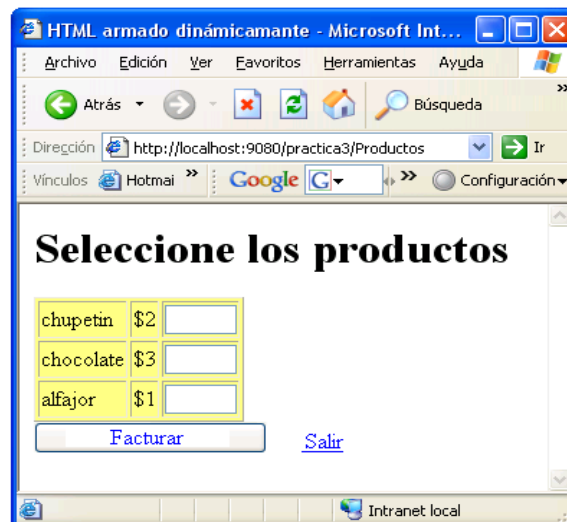 HTML armado dinámicamante - Microsoft Int...
Archivo Edición Ver Favoritos Herramientas Ayuda
Atrás Búsqueda »
Dirección http://localhost:9080/practica3/Productos Ir
Vínculos Hotmai » Google G » Configuración
Seleccione los productos
chupetin $2
chocolate $3
alfajor $1
Facturar Salir
Intranet local